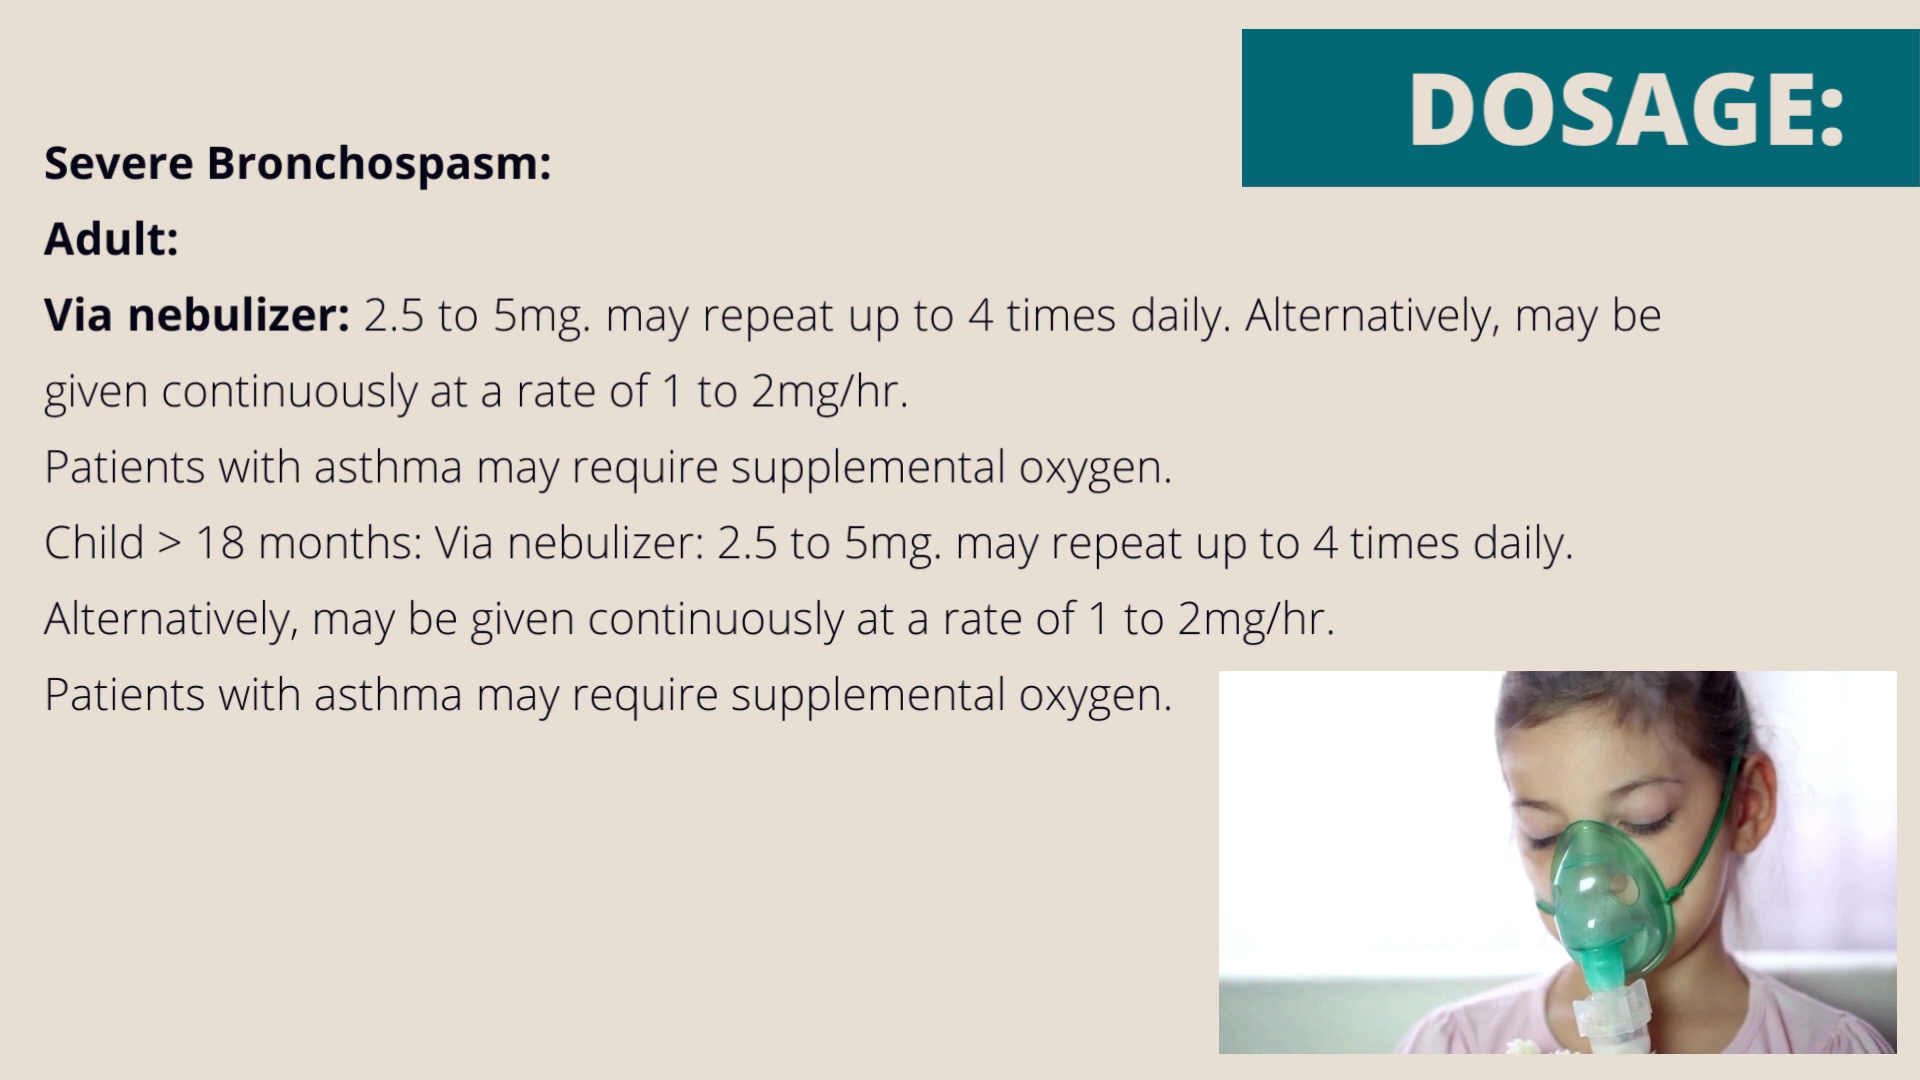 DOSAGE:
Severe Bronchospasm:
Adult:
Via nebulizer: 2.5 to 5mg. may repeat up to 4 times daily. Alternatively, may be
given continuously at a rate of 1 to 2mg/hr.
Patients with asthma may require supplemental oxygen.
Child > 18 months: Via nebulizer: 2.5 to 5mg. may repeat up to 4 times daily.
Alternatively, may be given continuously at a rate of 1 to 2mg/hr.
Patients with asthma may require supplemental oxygen.